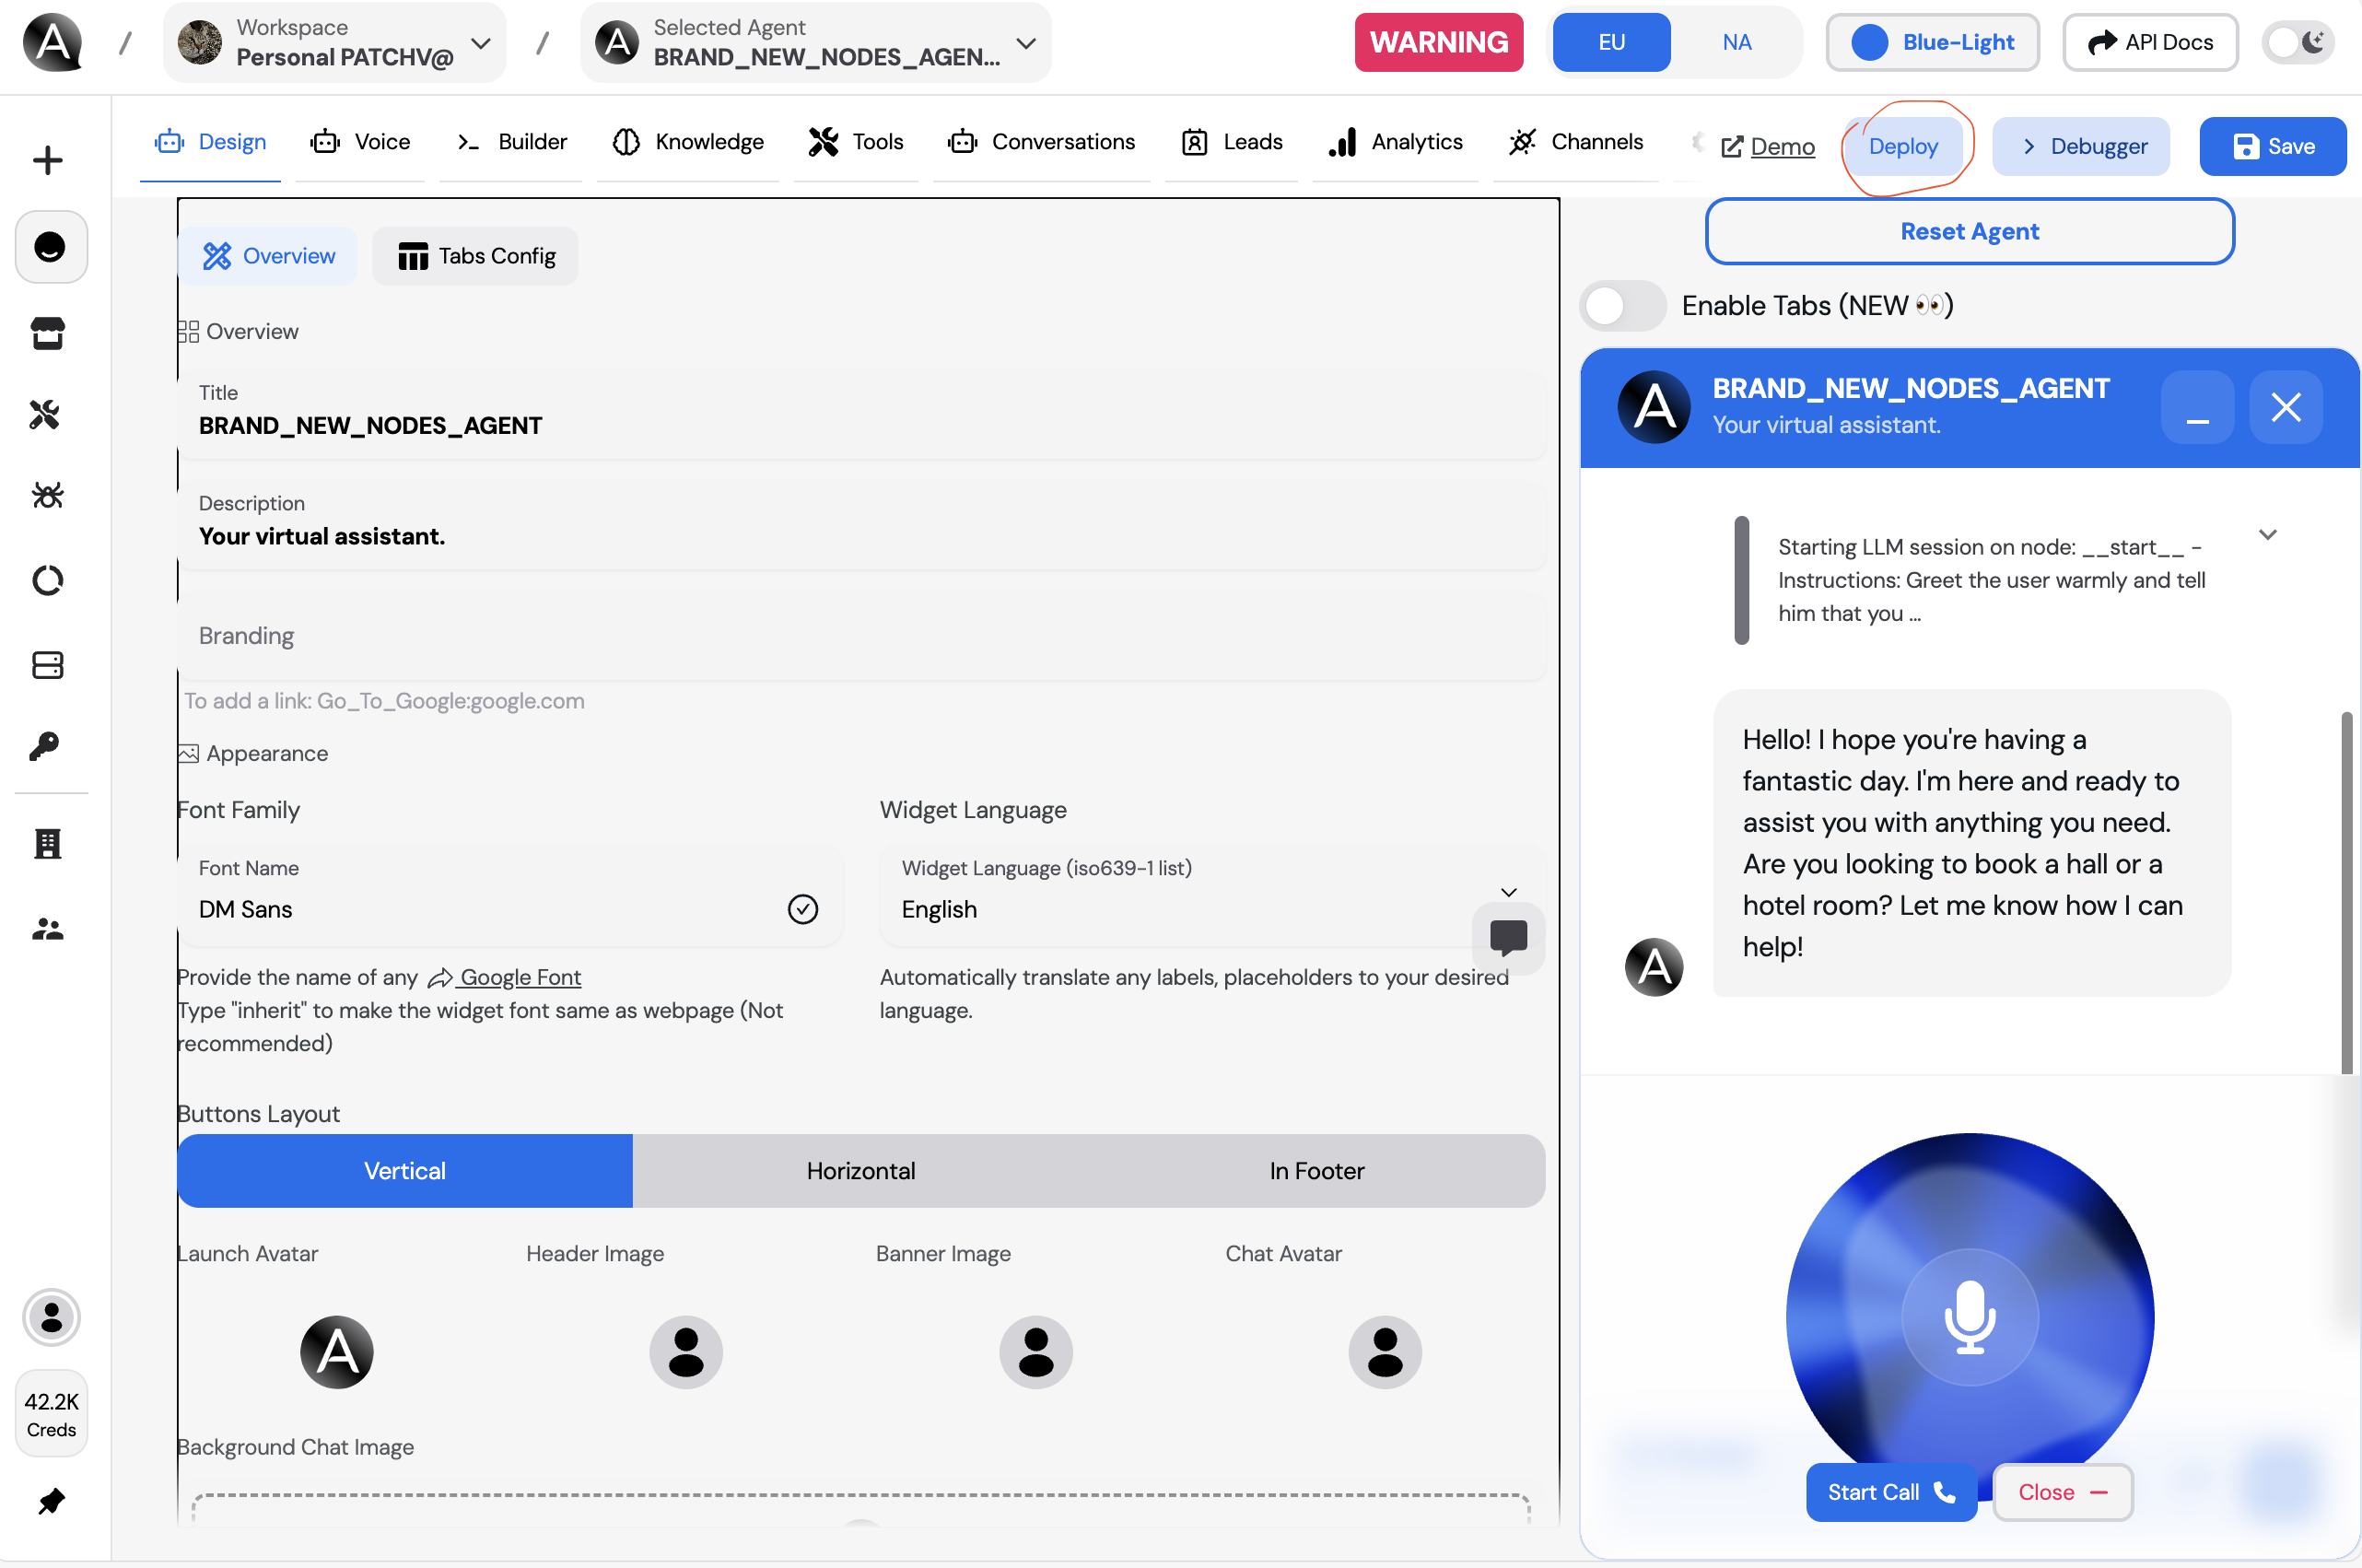 Workspace
Personal PATCHV@
Selected Agent
BRAND_NEW_NODES_AGEN...
WARNING
EU
NA
Blue-Light
API Docs
Design
Voice
Builder
Knowledge
Tools
Conversations
Leads
Analytics
Channels
Demo
Deploy
Debugger
Save
Overview
Tabs Config
Overview
Title
BRAND_NEW_NODES_AGENT
Description
Your virtual assistant.
Branding
To add a link: Go_To_Google:google.com
Appearance
Font Family
Font Name
DM Sans
Provide the name of any Google Font
Type "inherit" to make the widget font same as webpage (Not
recommended)
Widget Language
Widget Language (iso639-1 list)
English
Automatically translate any labels, placeholders to your desired
language.
Buttons Layout
Vertical
Horizontal
In Footer
Launch Avatar
Header Image
Banner Image
Chat Avatar
Background Chat Image
42.2K
Creds
Reset Agent
Enable Tabs (NEW 👀)
BRAND_NEW_NODES_AGENT
Your virtual assistant.
Starting LLM session on node: __start__ -
Instructions: Greet the user warmly and tell
him that you ...
Hello! I hope you're having a
fantastic day. I'm here and ready to
assist you with anything you need.
Are you looking to book a hall or a
hotel room? Let me know how I can
help!
Start Call
Close